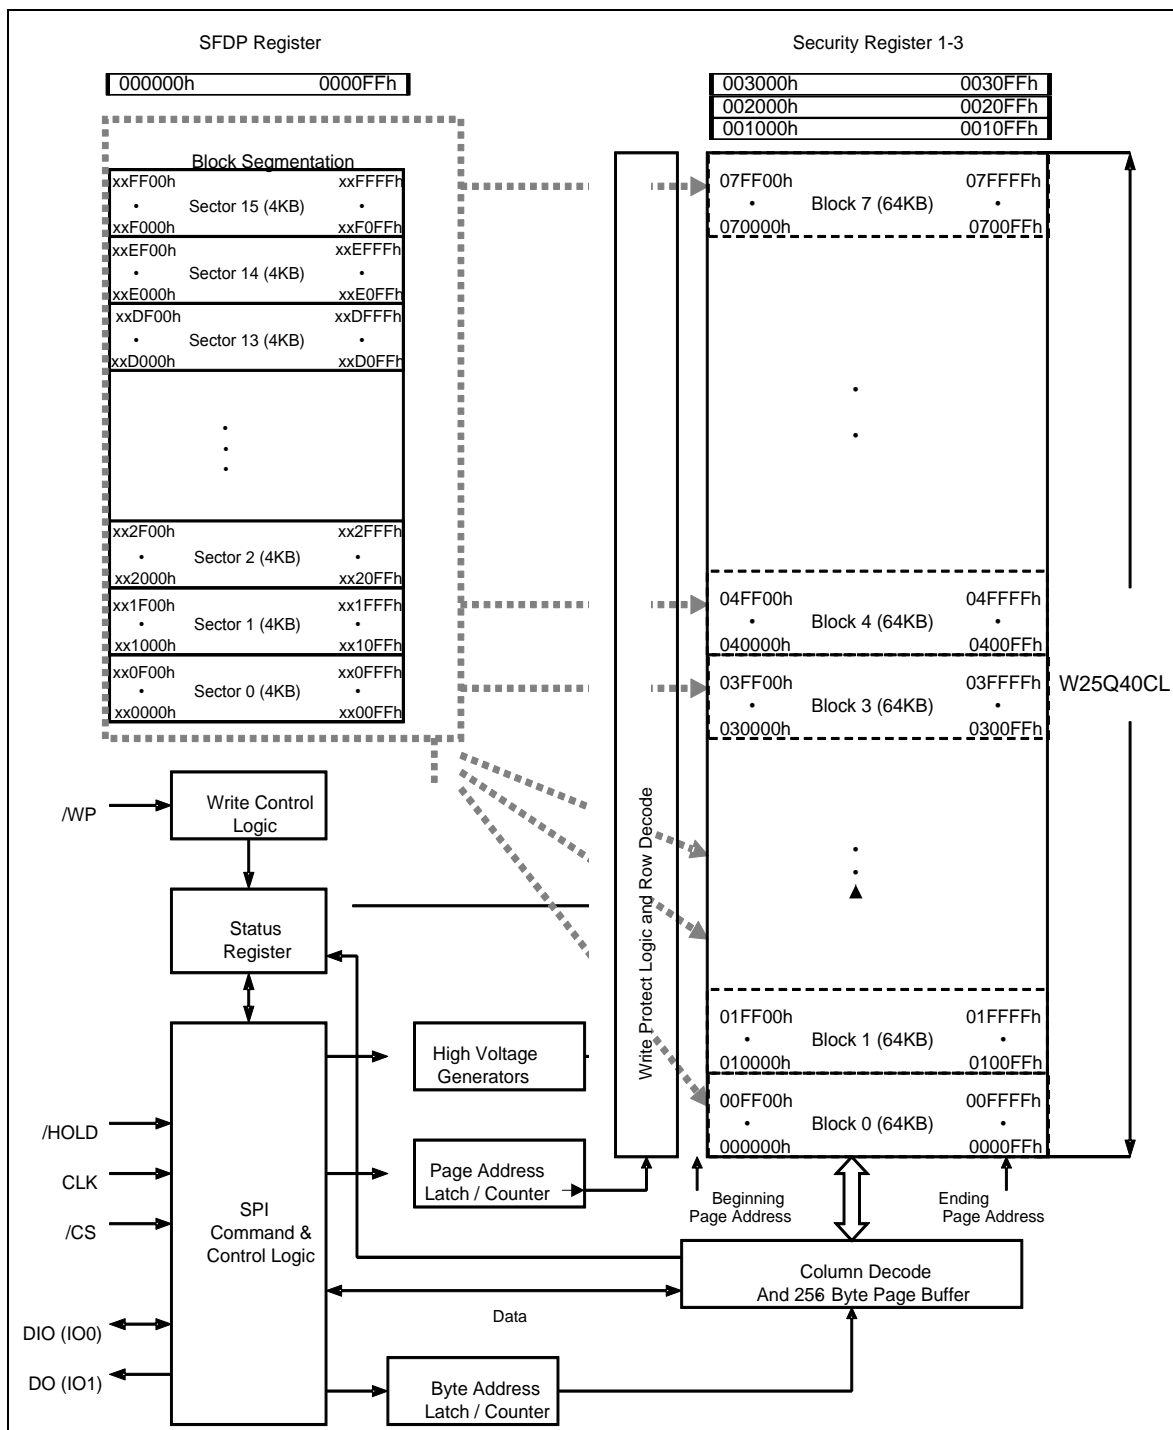 SFDP Register
Security Register 1-3
000000h 0000FFh
003000h 0030FFh
002000h 0020FFh
001000h 0010FFh
Block Segmentation
xxFF00h xxFFFFh
Sector 15 (4KB)
xxF000h xxF0FFh
xxEF00h xxEFFFh
Sector 14 (4KB)
xxE000h xxE0FFh
xxDF00h xxDFFFh
Sector 13 (4KB)
xxD000h xxD0FFh
xx2F00h xx2FFFh
Sector 2 (4KB)
xx2000h xx20FFh
xx1F00h xx1FFFh
Sector 1 (4KB)
xx1000h xx10FFh
xx0F00h xx0FFFh
Sector 0 (4KB)
xx0000h xx00FFh
07FF00h 07FFFFh
Block 7 (64KB)
070000h 0700FFh
04FF00h 04FFFFh
Block 4 (64KB)
040000h 0400FFh
03FF00h 03FFFFh
Block 3 (64KB)
030000h 0300FFh
01FF00h 01FFFFh
Block 1 (64KB)
010000h 0100FFh
00FF00h 00FFFFh
Block 0 (64KB)
000000h 0000FFh
W25Q40CL
Write Protect Logic and Row Decode
/WP
Write Control
Logic
Status
Register
High Voltage
Generators
/HOLD
CLK
/CS
SPI
Command &
Control Logic
Page Address
Latch / Counter
Beginning
Page Address
Ending
Page Address
Column Decode
And 256 Byte Page Buffer
Data
DIO (IO0)
DO (IO1)
Byte Address
Latch / Counter